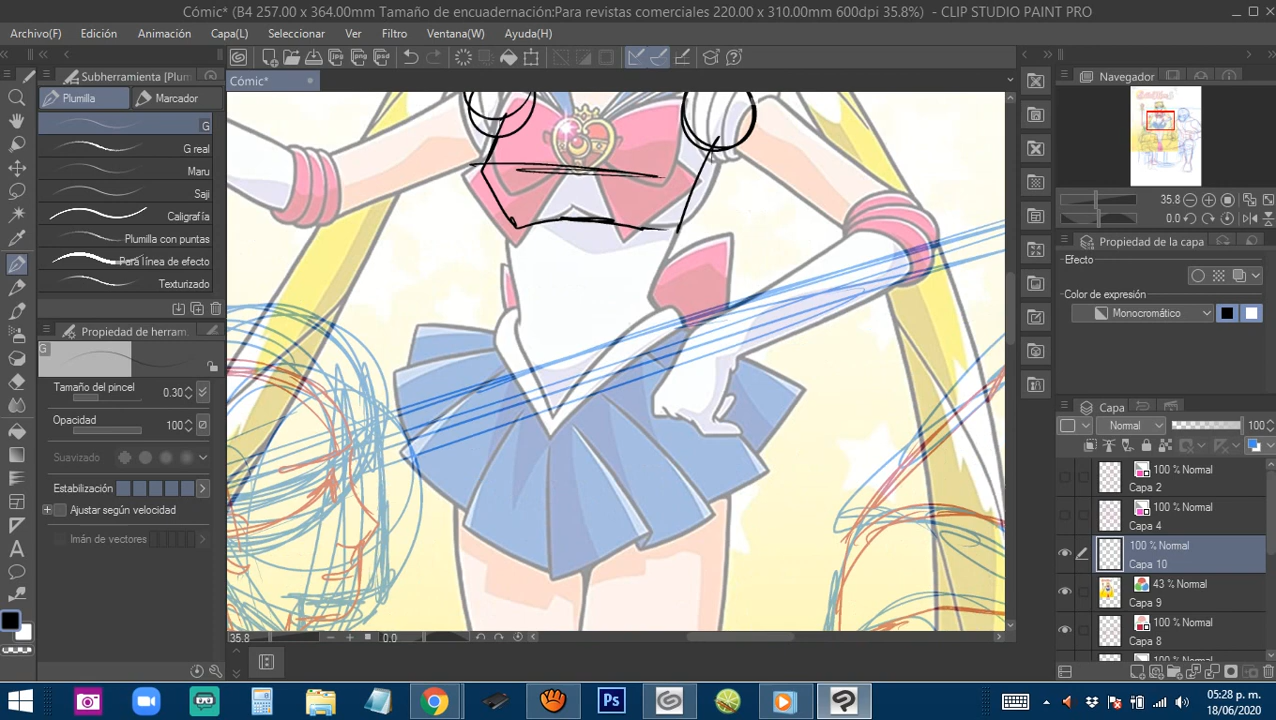 Cómic* (B4 257.00 x 364.00mm Tamaño de encuadernación:Para revistas comerciales 220.00 x 310.00mm 600dpi 35.8%) - CLIP STUDIO PAINT PRO
Archivo(F) Edición Animación Capa(L) Seleccionar Ver Filtro Ventana(W) Ayuda(H)
Subherramienta [Plum
Cómic*
Navegador
Plumilla Marcador
G
G real
Maru
Saji
Caligrafía
Plumilla con puntas
Para línea de efecto
Texturizado
35.8
0.0
Propiedad de la capa
Efecto
Color de expresión
Monocromático
Propiedad de herram
G
Tamaño del pincel 0.30
Opacidad 100
Suavizado
Estabilización
Ajustar según velocidad
Imán de vectores
Capa
Normal 100
100 % Normal
Capa 2
100 % Normal
Capa 4
100 % Normal
Capa 10
43 % Normal
Capa 9
100 % Normal
Capa 8
100 % Normal
35.8 0.0
Ps
05:28 p. m.
18/06/2020